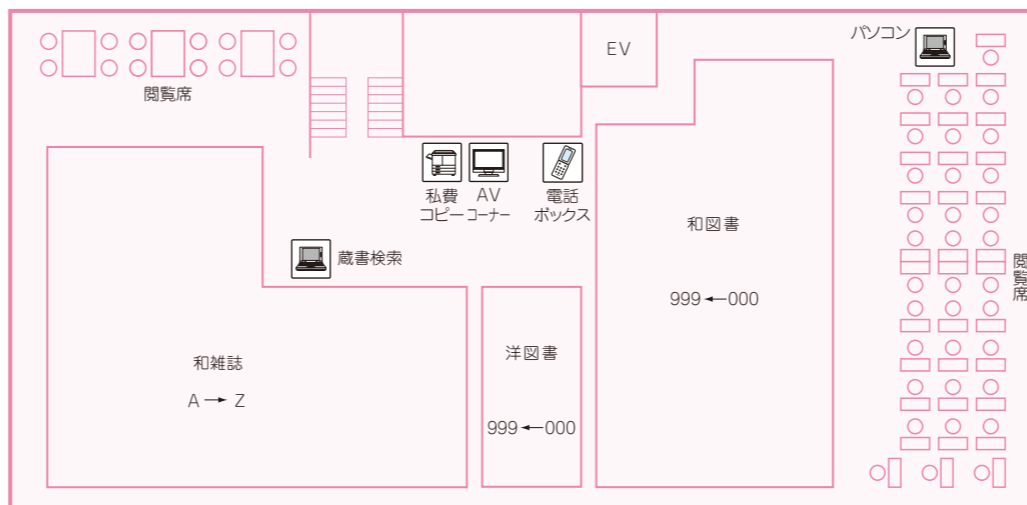 閲覧席
EV
パソコン
私費
コピー
AV
コーナー
電話
ボックス
蔵書検索
和図書
999←000
閲覧席
和雑誌
A→Z
洋図書
999←000